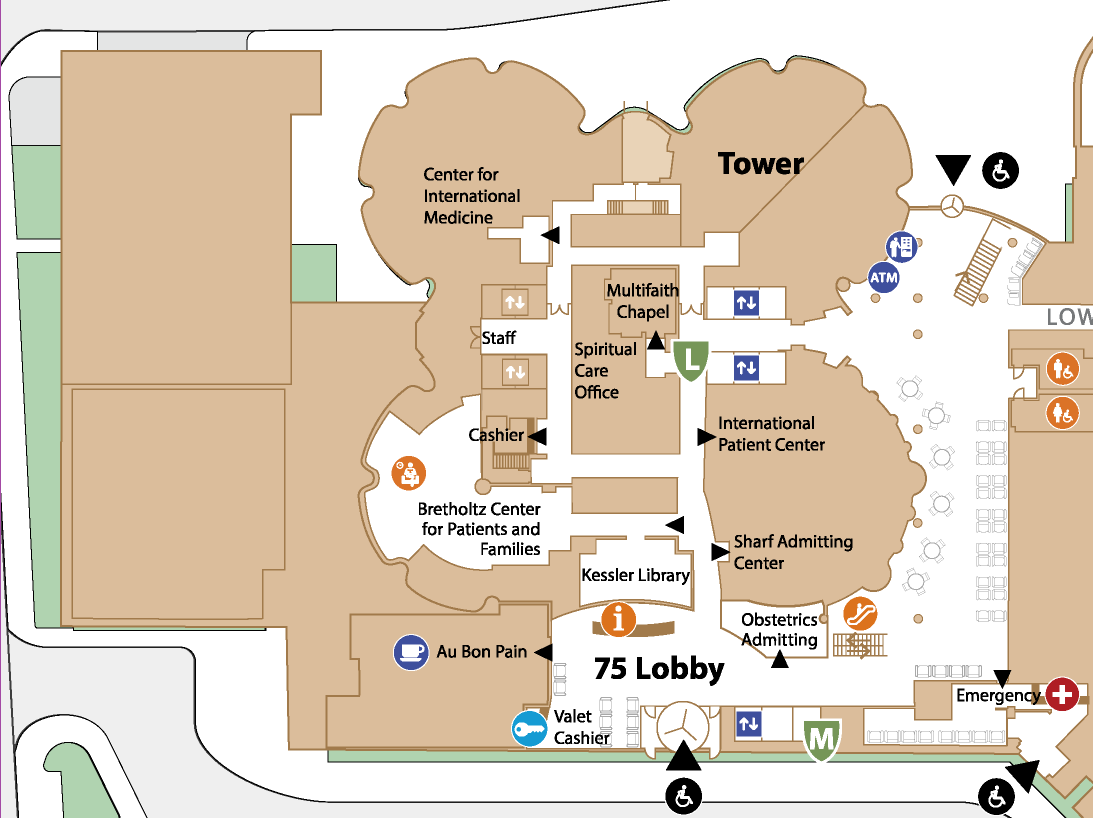 Tower
Center for
International
Medicine
ATM
Multifaith
Chapel
LOW
Staff
Spiritual
Care
Office
L
Cashier
International
Patient Center
Bretholtz Center
for Patients and
Families
Sharf Admitting
Center
Kessler Library
i
Obstetrics
Admitting
Au Bon Pain
75 Lobby
Emergency
Valet
Cashier
M